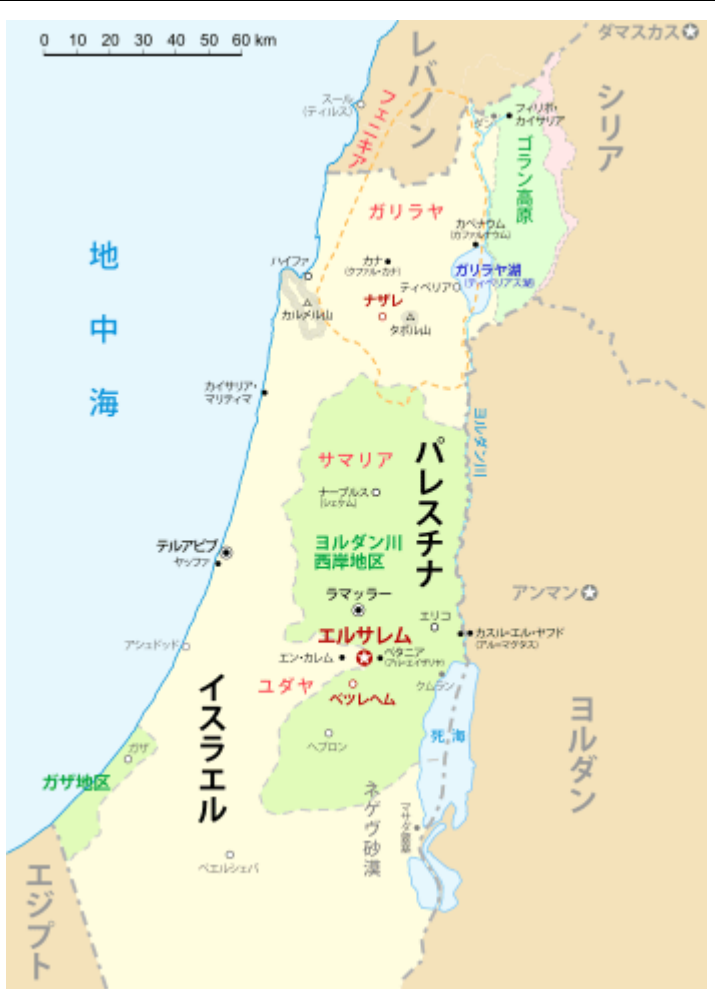 0 10 20 30 40 50 60 km
ダマスカス
レバノン
シリア
スール
(ティルス)
フェニキア
ダン
フィリポ・
カイサリア
ゴラン高原
ガリラヤ
カペナウム
(カファルナウム)
地中海
ハイファ
カナ
(クファル・カナ)
ガリラヤ湖
(ティベリアス湖)
ティベリア
ナザレ
カルメル山
タボル山
カイサリア・
マリティマ
ヨルダン川
パレスチナ
サマリア
ナーブルス
(シェケム)
ヨルダン川
西岸地区
テルアビブ
ヤッファ
ラマッラー
アンマン
エリコ
エルサレム
カスル・エル・ヤフド
(アル=マグタス)
アシュドッド
エン・カレム
ベタニア
(アル・エイザリヤ)
ユダヤ
クムラン
ベツレヘム
イスラエル
ヨルダン
ヘブロン
死海
ガザ
ガザ地区
ネゲヴ砂漠
ベエルシェバ
エジプト